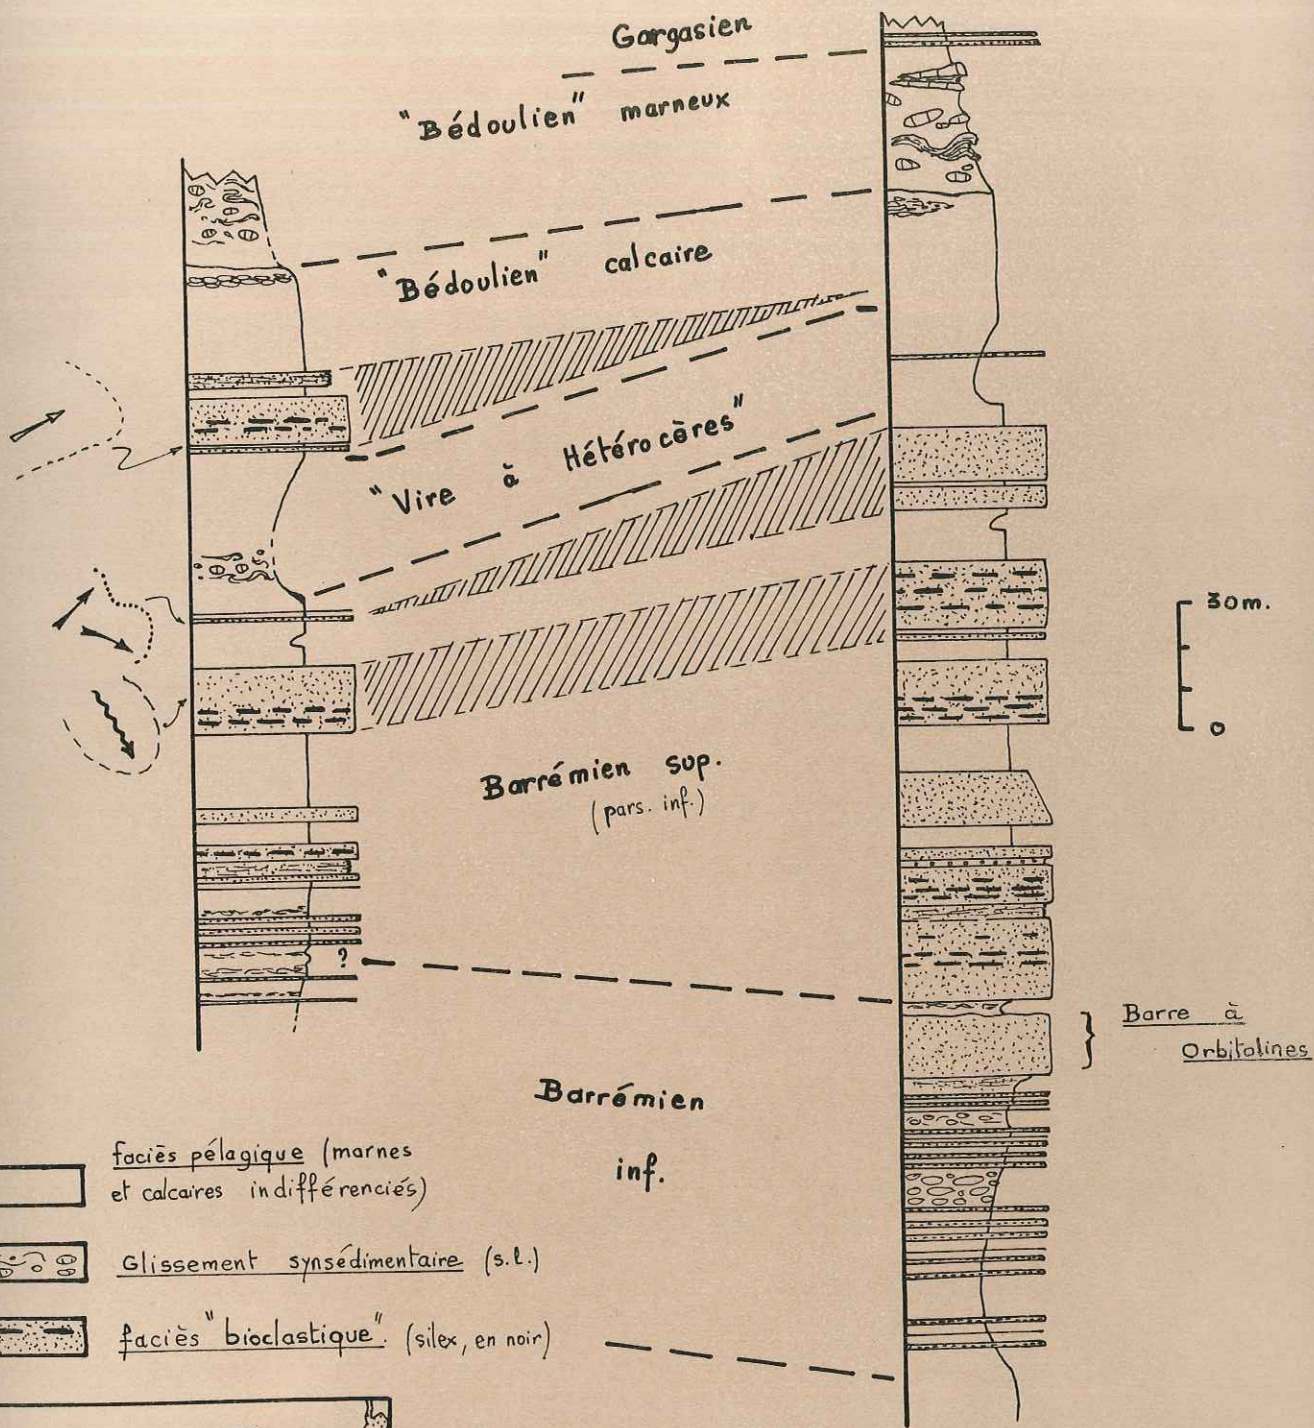 Gargasien
"Bédoulien" marneux
"Bédoulien" calcaire
"Vire à Hétérocères"
30m.
0
Barrémien sup.
(pars. inf.)
?
Barre à
Orbitolines
Barrémien
inf.
faciès pélagique (marnes
et calcaires indifférenciés)
Glissement synsédimentaire (s.l.)
faciès "bioclastique". (silex, en noir)